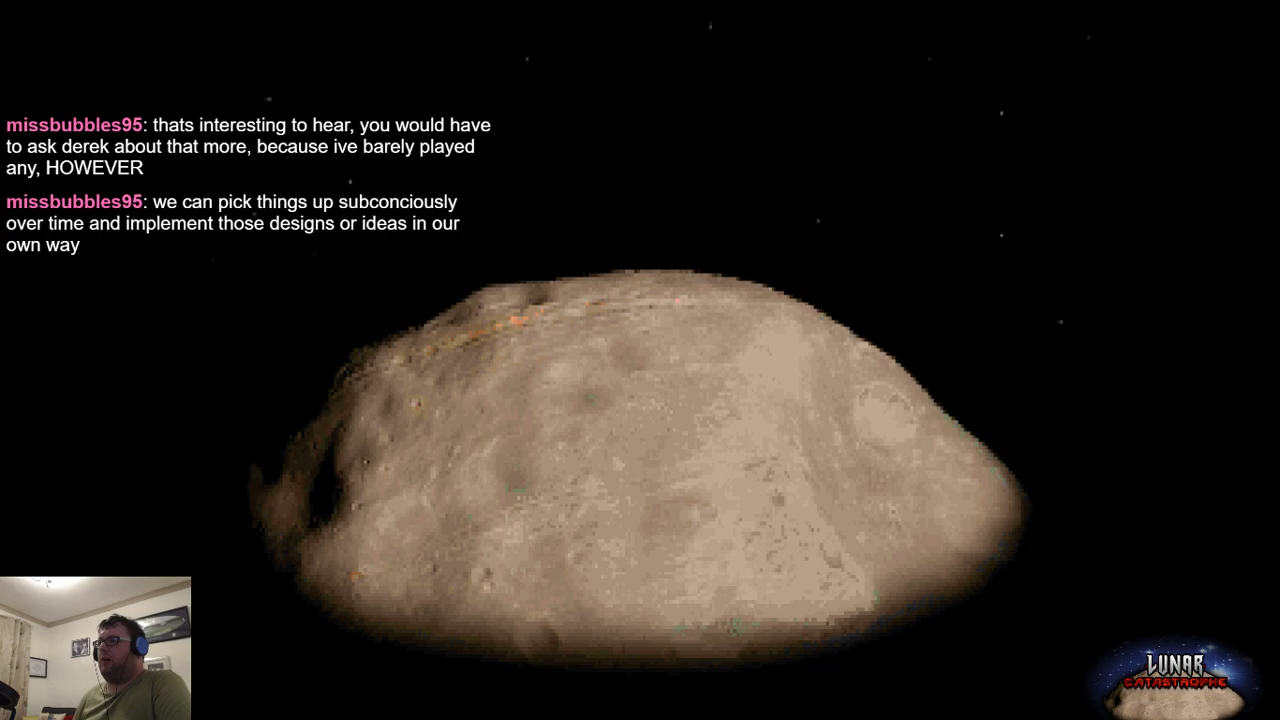 missbubbles95: thats interesting to hear, you would have
to ask derek about that more, because ive barely played
any, HOWEVER
missbubbles95: we can pick things up subconciously
over time and implement those designs or ideas in our
own way
LUNAR
CATASTROPHE